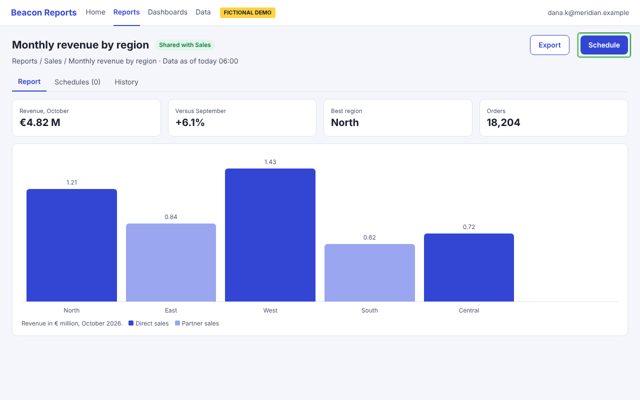 Beacon Reports Home Reports Dashboards Data FICTIONAL DEMO dana.k@meridian.example
Monthly revenue by region Shared with Sales Export Schedule
Reports / Sales / Monthly revenue by region · Data as of today 06:00
Report Schedules (0) History
Revenue, October Versus September Best region Orders
€4.82 M +6.1% North 18,204
1.43
1.21
0.84
0.72
0.62
North East West South Central
Revenue in € million, October 2026. Direct sales Partner sales